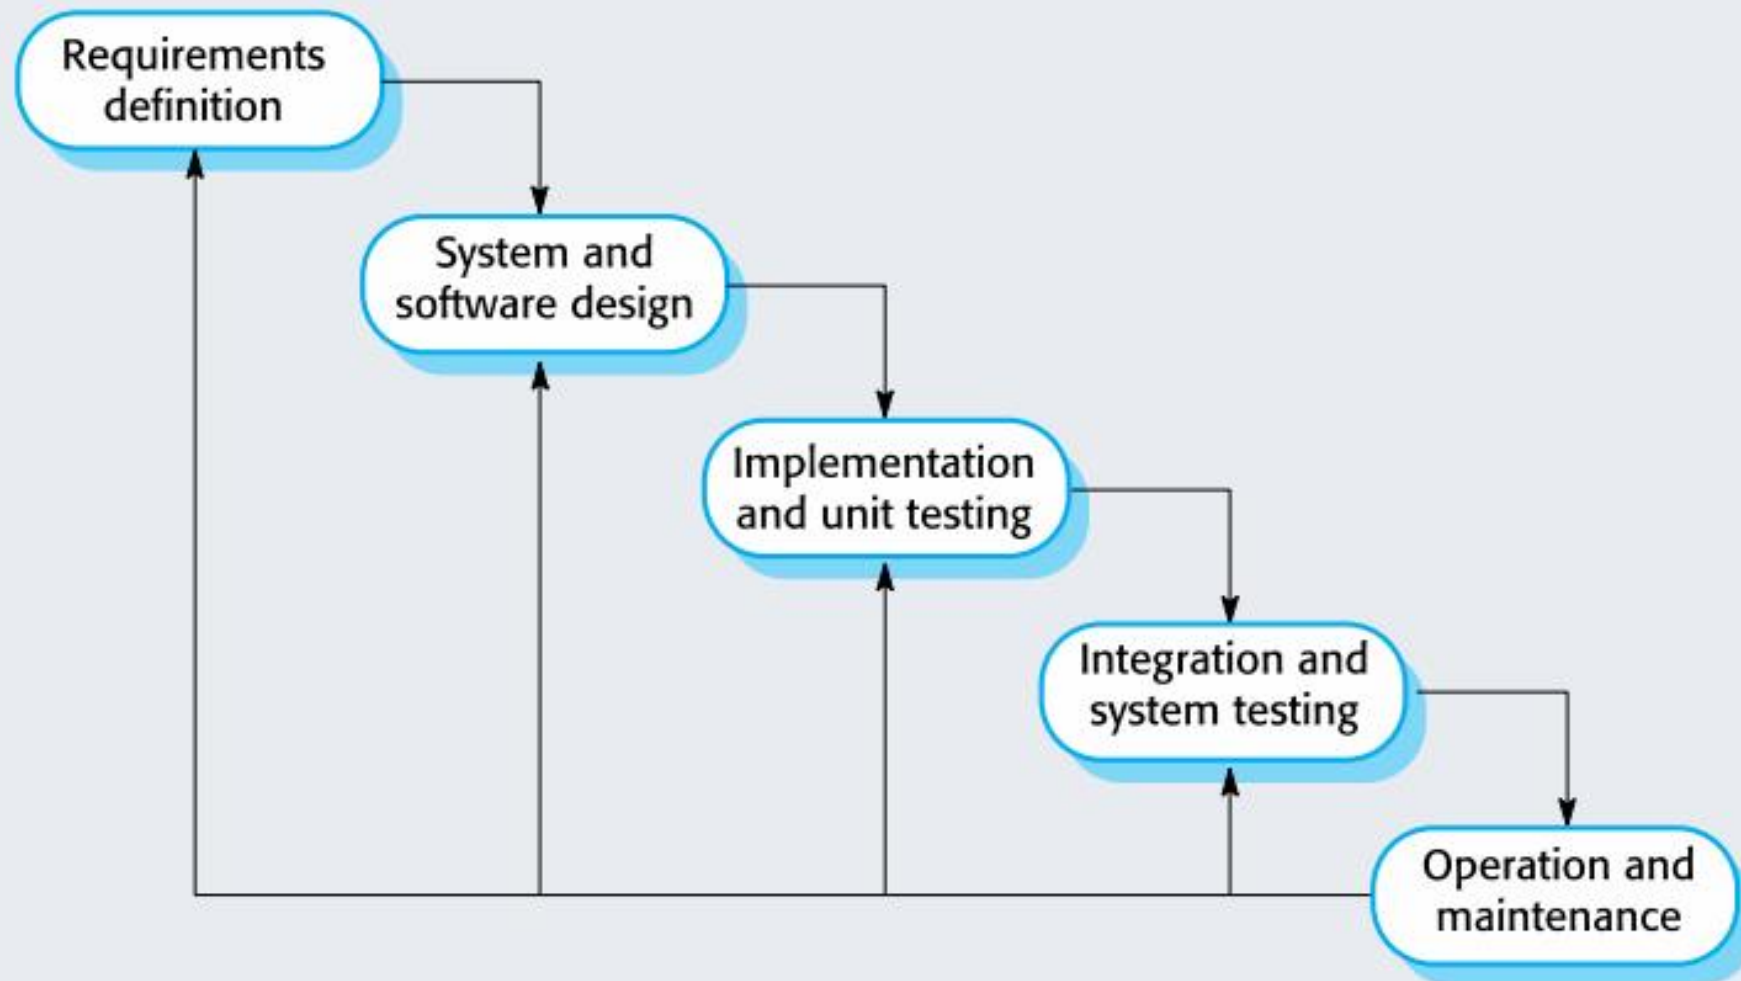 Requirements
definition
System and
software design
Implementation
and unit testing
Integration and
system testing
Operation and
maintenance